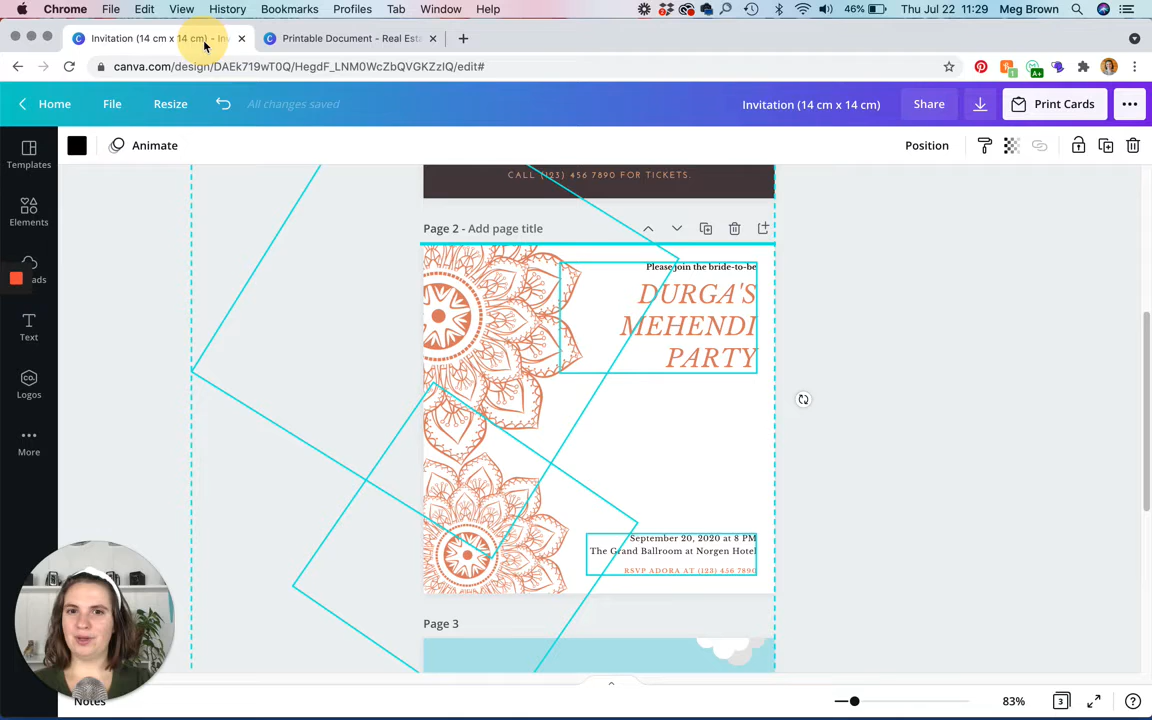 Chrome File Edit View History Bookmarks Profiles Tab Window Help 46% Thu Jul 22 11:29 Meg Brown
Invitation (14 cm x 14 cm) - In
Printable Document - Real Esta
canva.com/design/DAEk719wT0Q/HegdF_LNM0WcZbQVGKZzIQ/edit#
1
A+
Home File Resize All changes saved Invitation (14 cm x 14 cm) Share Print Cards
Animate Position
Templates
Elements
ads
Text
co.
Logos
More
CALL (123) 456 7890 FOR TICKETS.
Page 2 - Add page title
Please join the bride-to-be
DURGA'S
MEHENDI
PARTY
September 20, 2020 at 8 PM
The Grand Ballroom at Norgen Hotel
RSVP ADORA AT (123) 456 7890
Page 3
Notes
83%
3
?